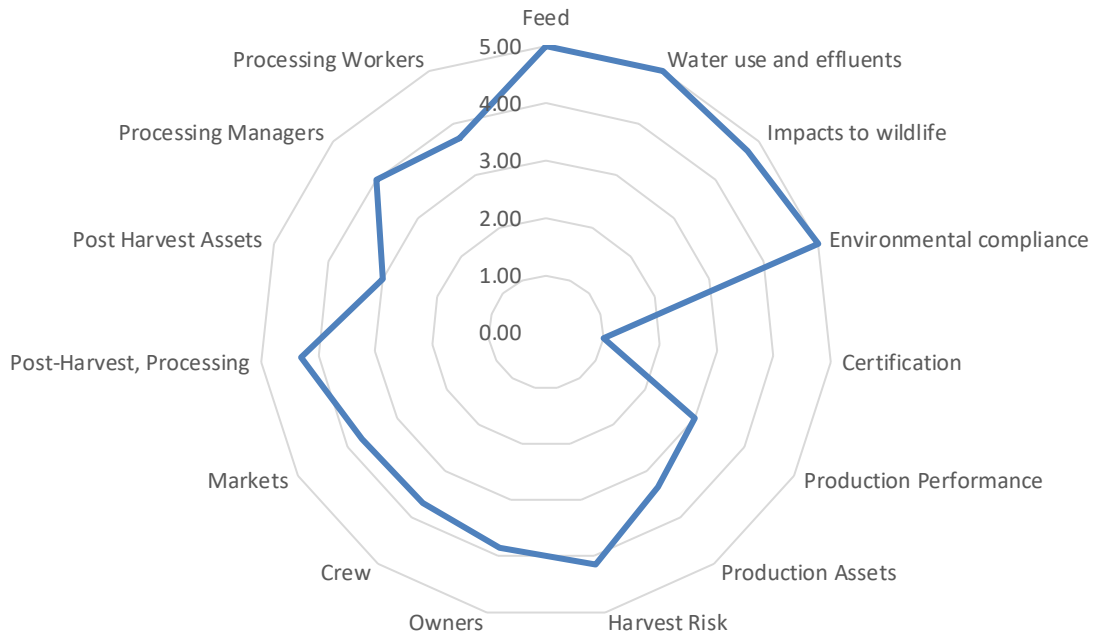 Feed
5.00
Processing Workers
Water use and effluents
4.00
Processing Managers
Impacts to wildlife
3.00
2.00
Post Harvest Assets
Environmental compliance
1.00
0.00
Post-Harvest, Processing
Certification
Markets
Production Performance
Crew
Production Assets
Owners
Harvest Risk